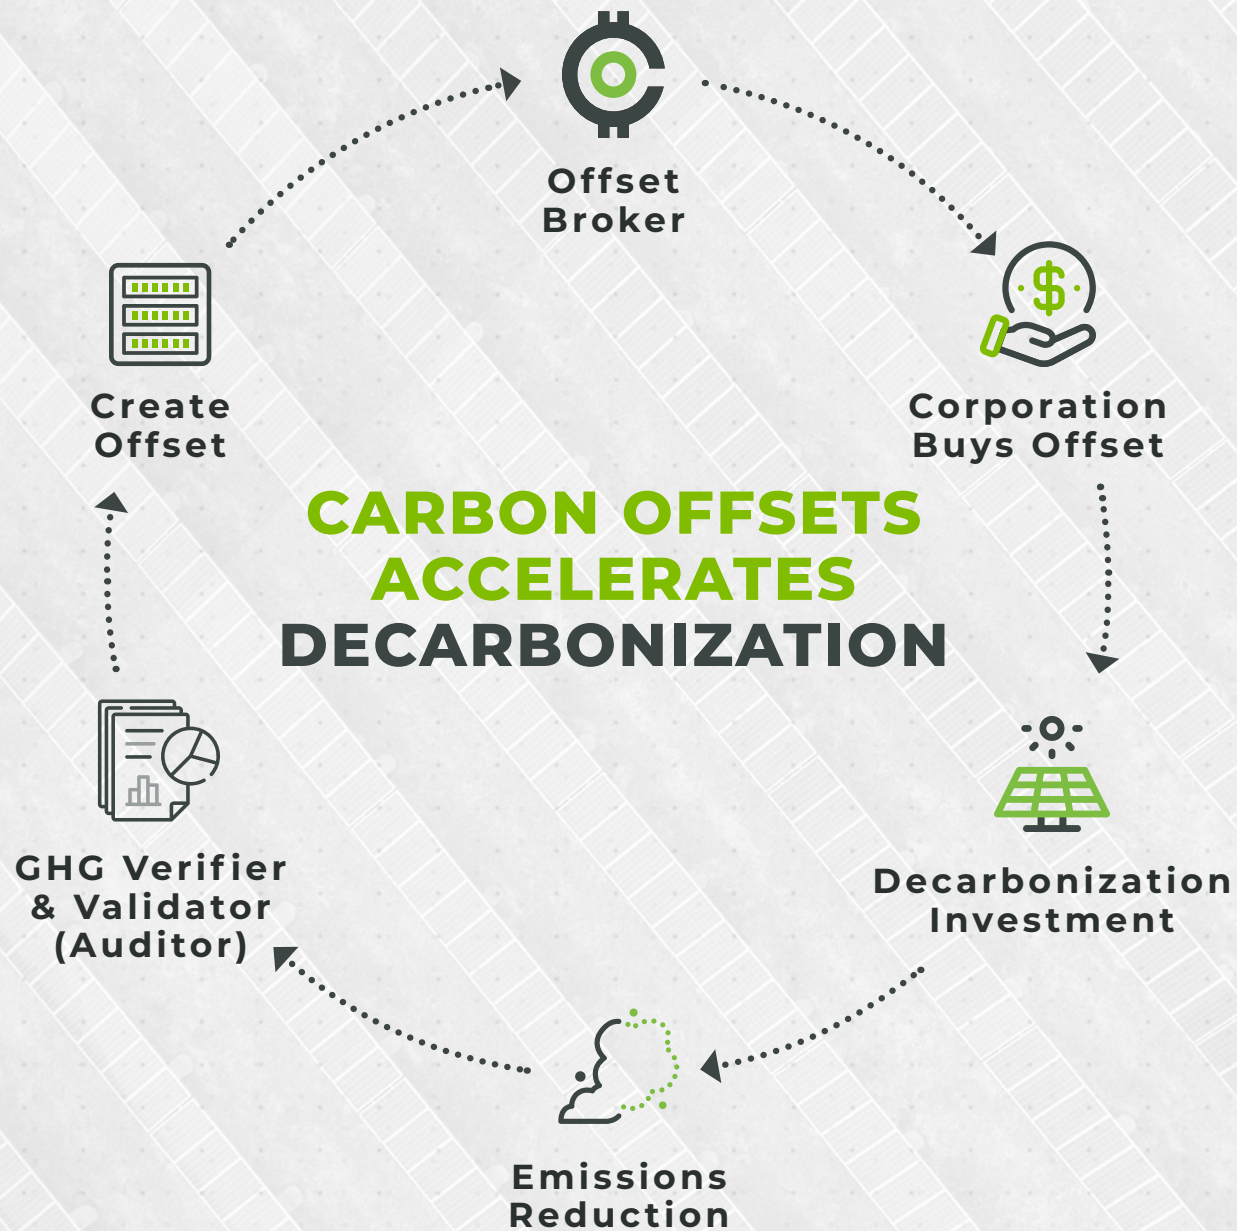 Offset
Broker
Corporation
Buys Offset
Decarbonization
Investment
Emissions
Reduction
GHG Verifier
& Validator
(Auditor)
Create
Offset
CARBON OFFSETS
ACCELERATES
DECARBONIZATION